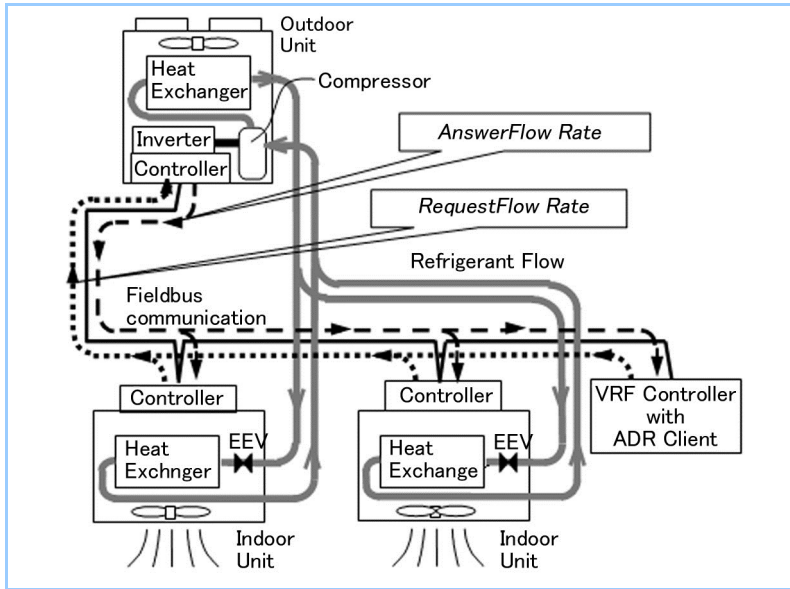 Outdoor
Unit
Heat
Exchanger
Compressor
Inverter
Controller
AnswerFlow Rate
RequestFlow Rate
Refrigerant Flow
Fieldbus
communication
Controller
Controller
VRF Controller
with
ADR Client
Heat
Exchnger
EEV
Heat
Exchange
EEV
Indoor
Unit
Indoor
Unit